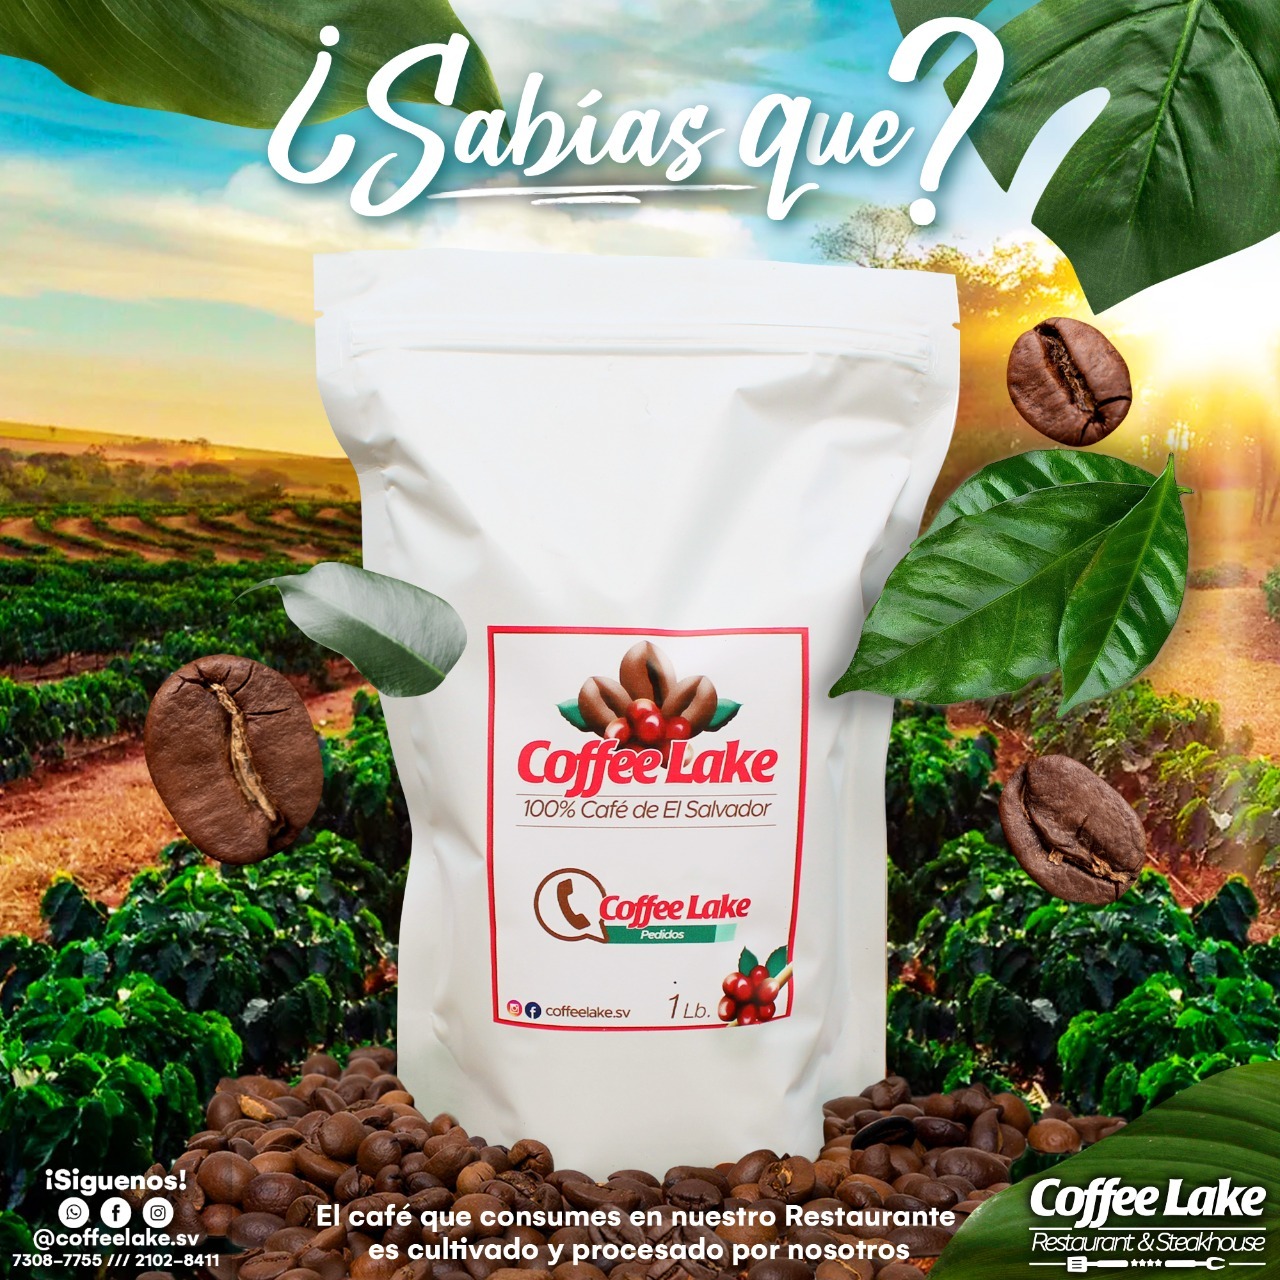 ¿Sabías que?
Coffee Lake
100% Café de El Salvador
Coffee Lake
Pedidos
coffeelake.sv
1 Lb.
¡Siguenos!
@coffeelake.sv
7308-7755 /// 2102-8411
El café que consumes en nuestro Restaurante
es cultivado y procesado por nosotros
Coffee Lake
Restaurant & Steakhouse